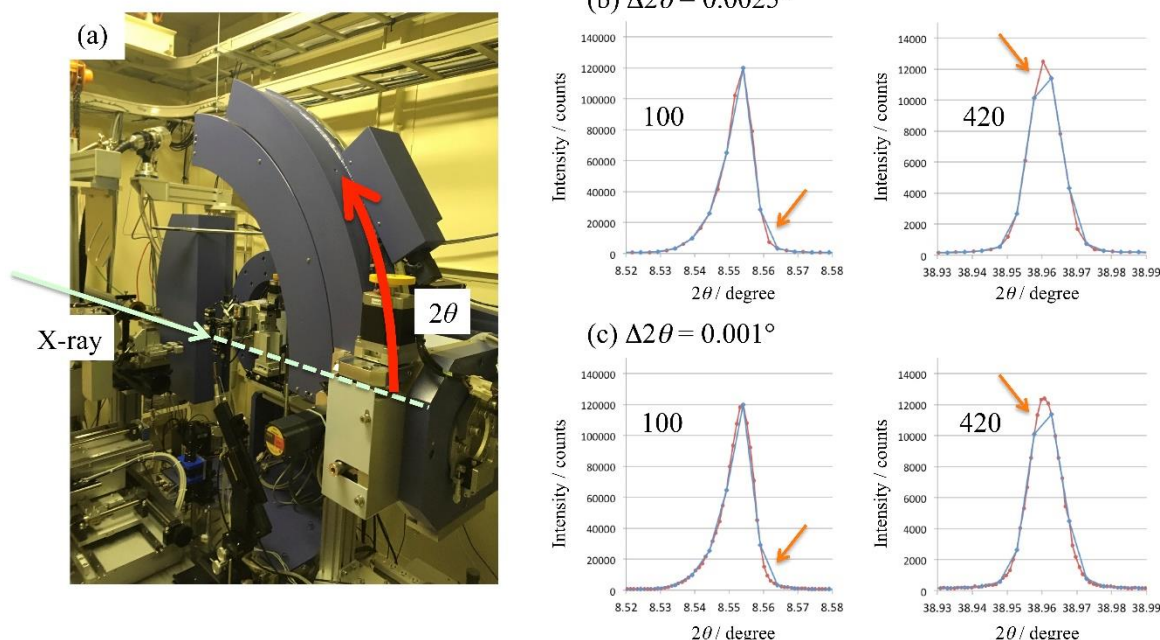 (a)
X-ray
2θ
(b) Δ2θ = 0.0025°
Intensity / counts
140000
120000
100000
80000
60000
40000
20000
0
100
8.52 8.53 8.54 8.55 8.56 8.57 8.58
2θ / degree
Intensity / counts
14000
12000
10000
8000
6000
4000
2000
0
420
38.93 38.94 38.95 38.96 38.97 38.98 38.99
2θ / degree
(c) Δ2θ = 0.001°
Intensity / counts
140000
120000
100000
80000
60000
40000
20000
0
100
8.52 8.53 8.54 8.55 8.56 8.57 8.58
2θ / degree
Intensity / counts
14000
12000
10000
8000
6000
4000
2000
0
420
38.93 38.94 38.95 38.96 38.97 38.98 38.99
2θ / degree